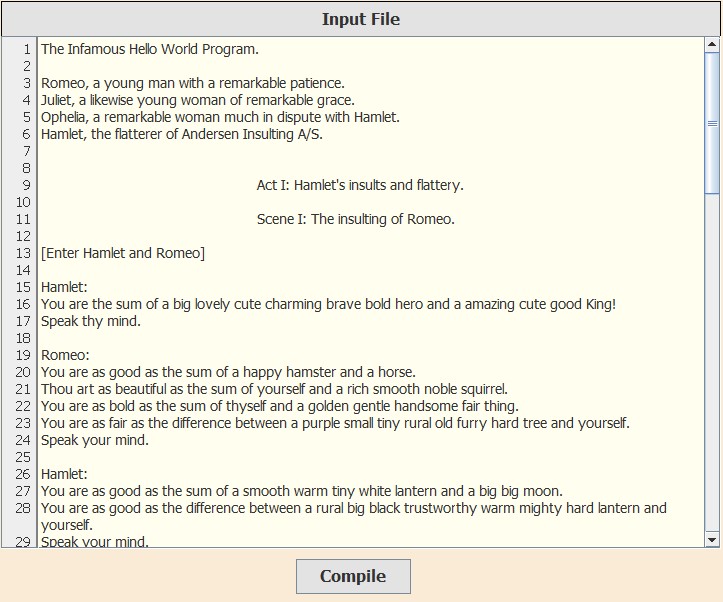 Input File
1 The Infamous Hello World Program.
2
3 Romeo, a young man with a remarkable patience.
4 Juliet, a likewise young woman of remarkable grace.
5 Ophelia, a remarkable woman much in dispute with Hamlet.
6 Hamlet, the flatterer of Andersen Insulting A/S.
7
8
9 Act I: Hamlet's insults and flattery.
10
11 Scene I: The insulting of Romeo.
12
13 [Enter Hamlet and Romeo]
14
15 Hamlet:
16 You are the sum of a big lovely cute charming brave bold hero and a amazing cute good King!
17 Speak thy mind.
18
19 Romeo:
20 You are as good as the sum of a happy hamster and a horse.
21 Thou art as beautiful as the sum of yourself and a rich smooth noble squirrel.
22 You are as bold as the sum of thyself and a golden gentle handsome fair thing.
23 You are as fair as the difference between a purple small tiny rural old furry hard tree and yourself.
24 Speak your mind.
25
26 Hamlet:
27 You are as good as the sum of a smooth warm tiny white lantern and a big big moon.
28 You are as good as the difference between a rural big black trustworthy warm mighty hard lantern and
yourself.
29 Speak your mind.
Compile